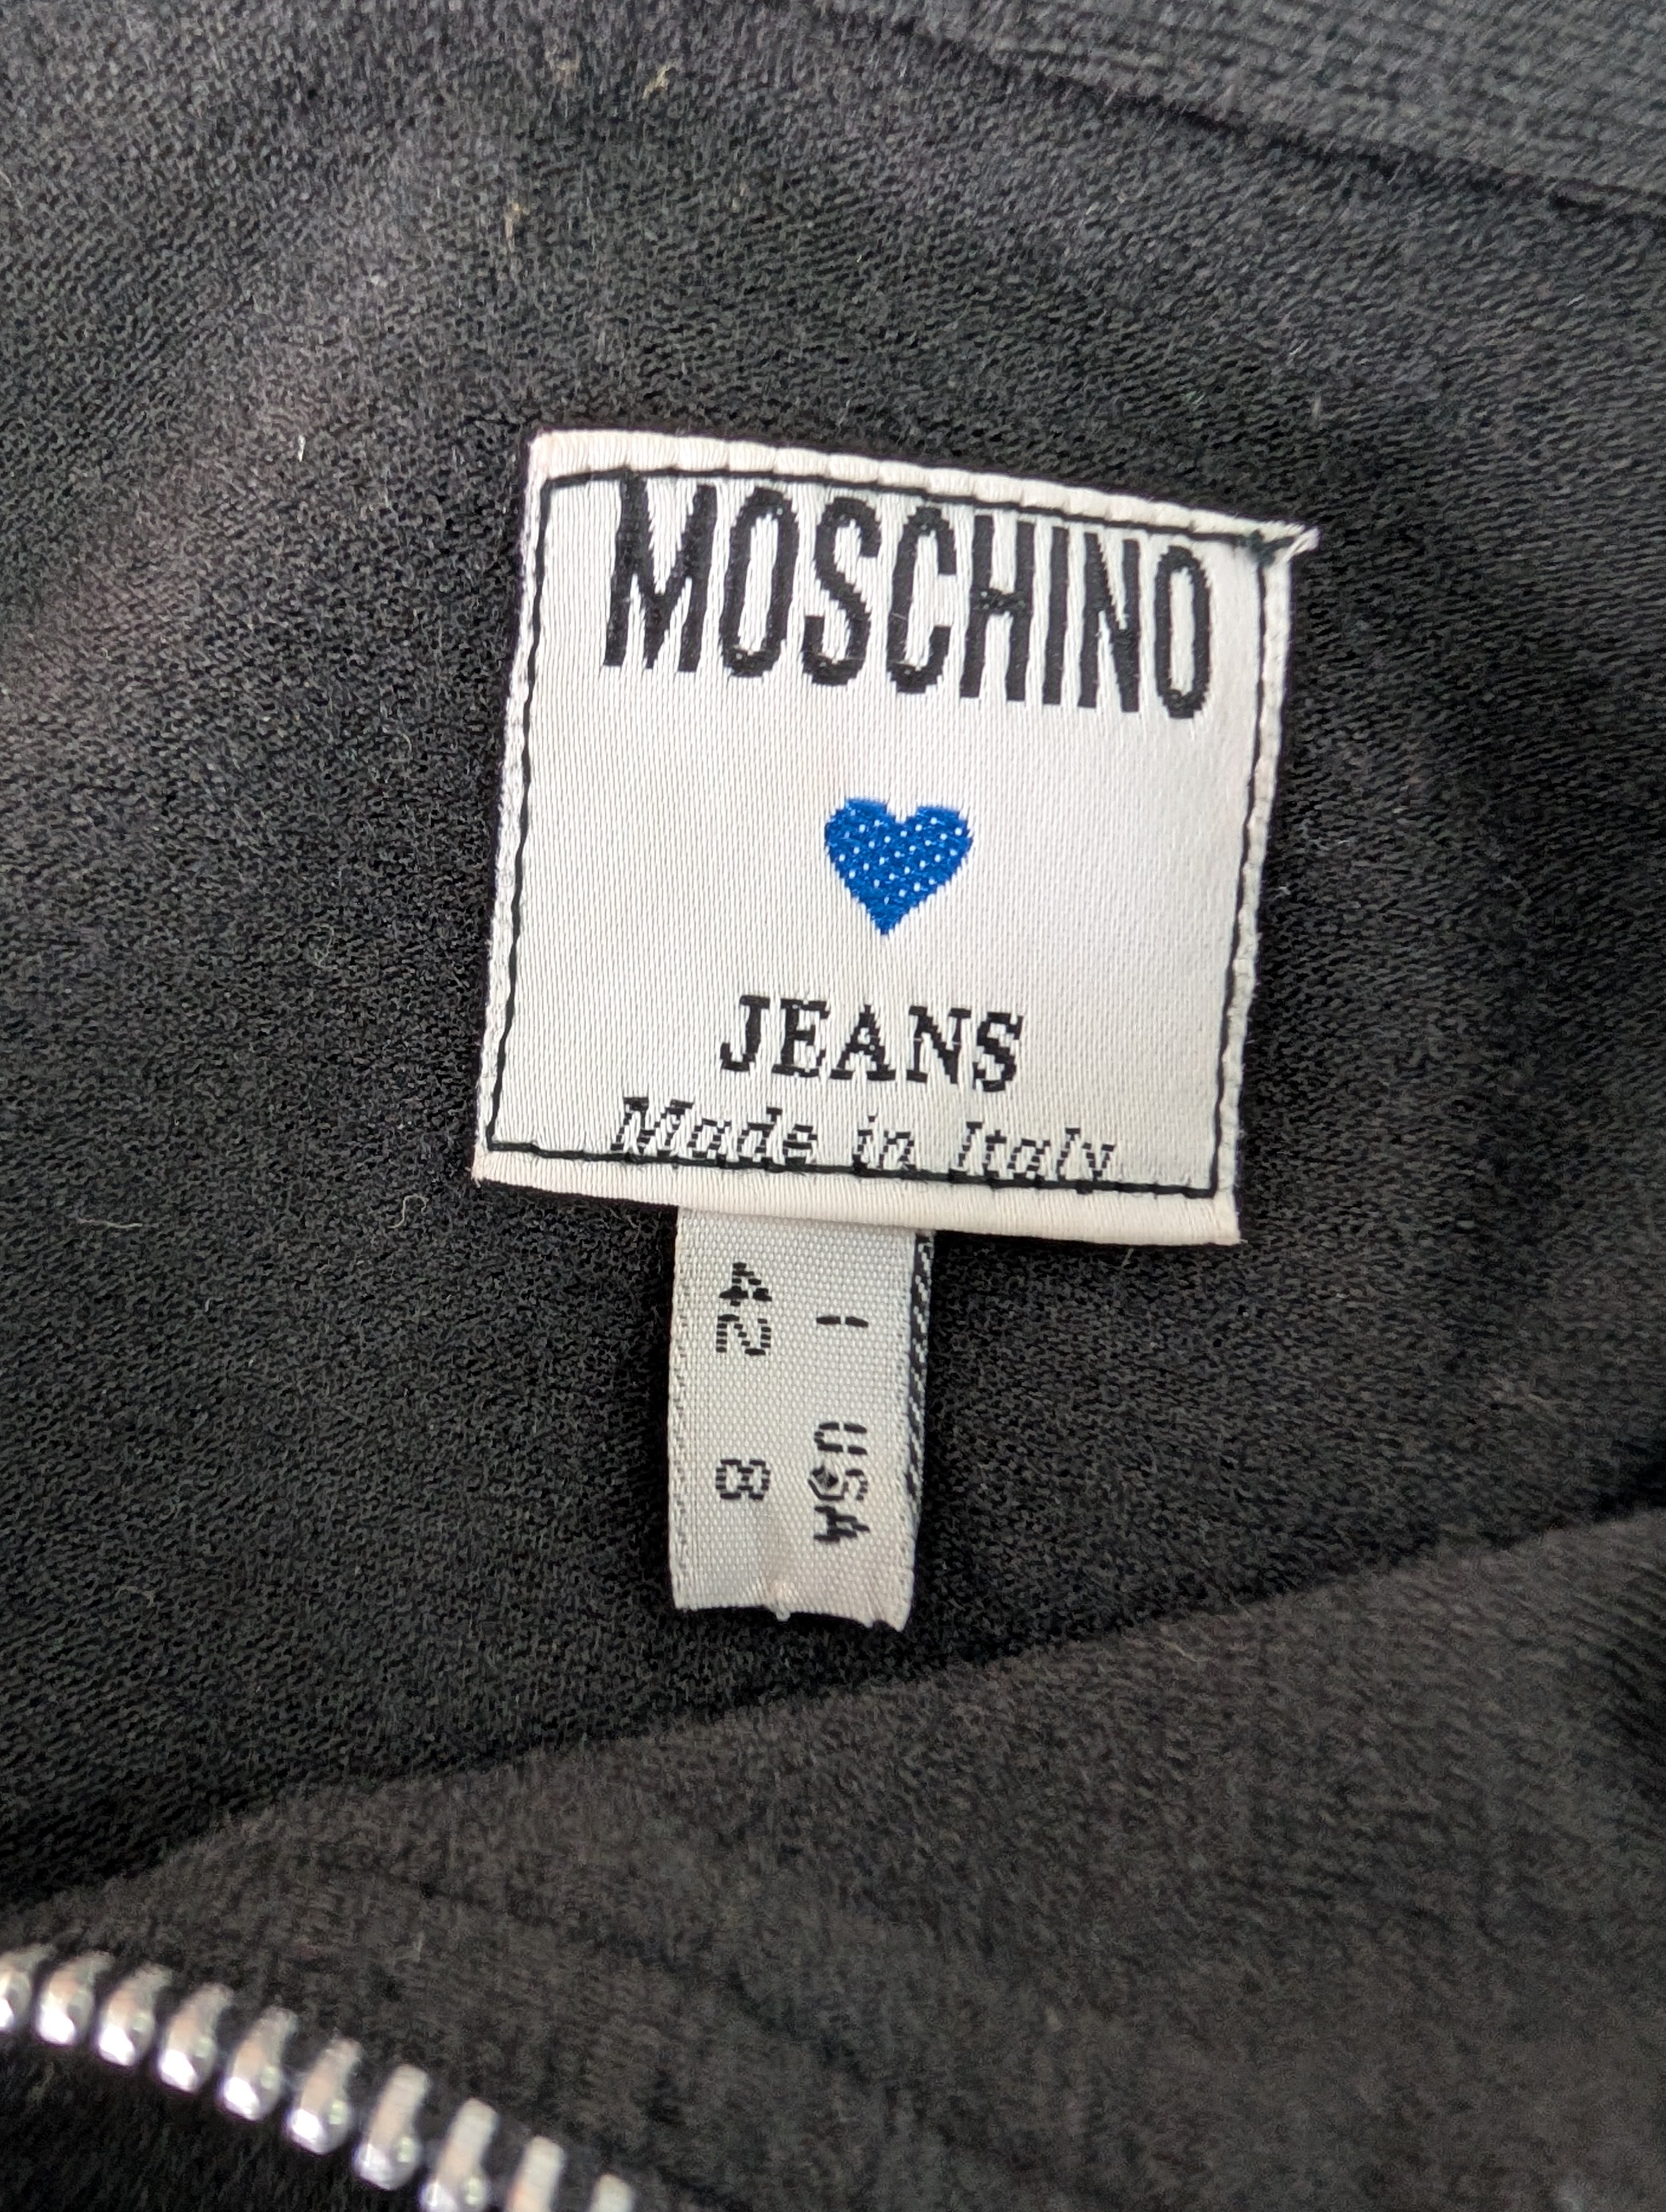 MOSCHINO
JEANS
Made in Italy
I USA
42 8